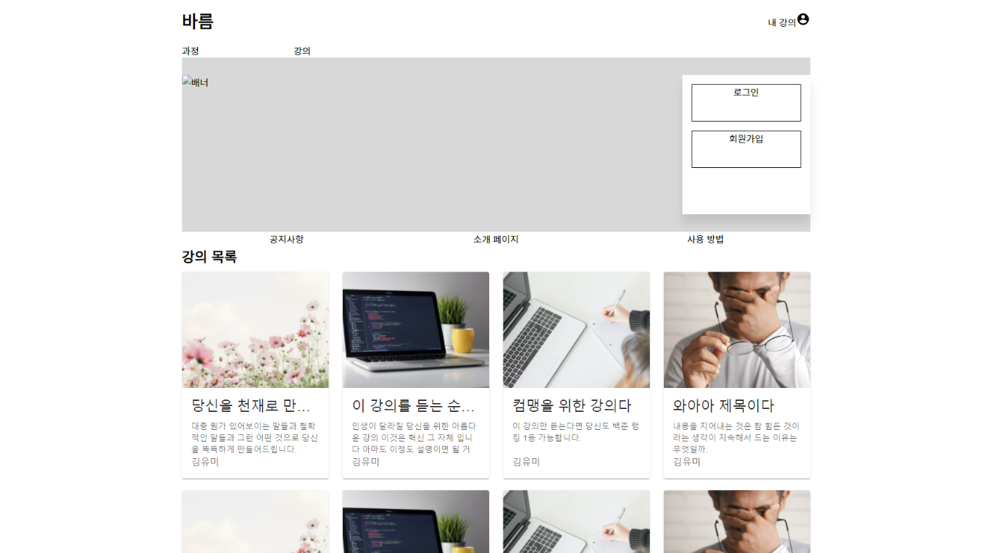 바름
내 강의
과정
강의
배너
로그인
회원가입
공지사항
소개 페이지
사용 방법
강의 목록
당신을 천재로 만...
대충 뭔가 있어보이는 말들과 철학
적인 말들과 그런 어떤 것으로 당신
을 똑똑하게 만들어드립니다.
김유미
이 강의를 듣는 순...
인생이 달라질 당신을 위한 아름다
운 강의 이것은 혁신 그 자체 입니
다 아마도 이정도 설명이면 될 거
김유미
컴맹을 위한 강의다
이 강의만 듣는다면 당신도 백준 랭
킹 1등 가능합니다.
김유미
와아아 제목이다
내용을 지어내는 것은 참 힘든 것이
라는 생각이 지속해서 드는 이유는
무엇일까.
김유미